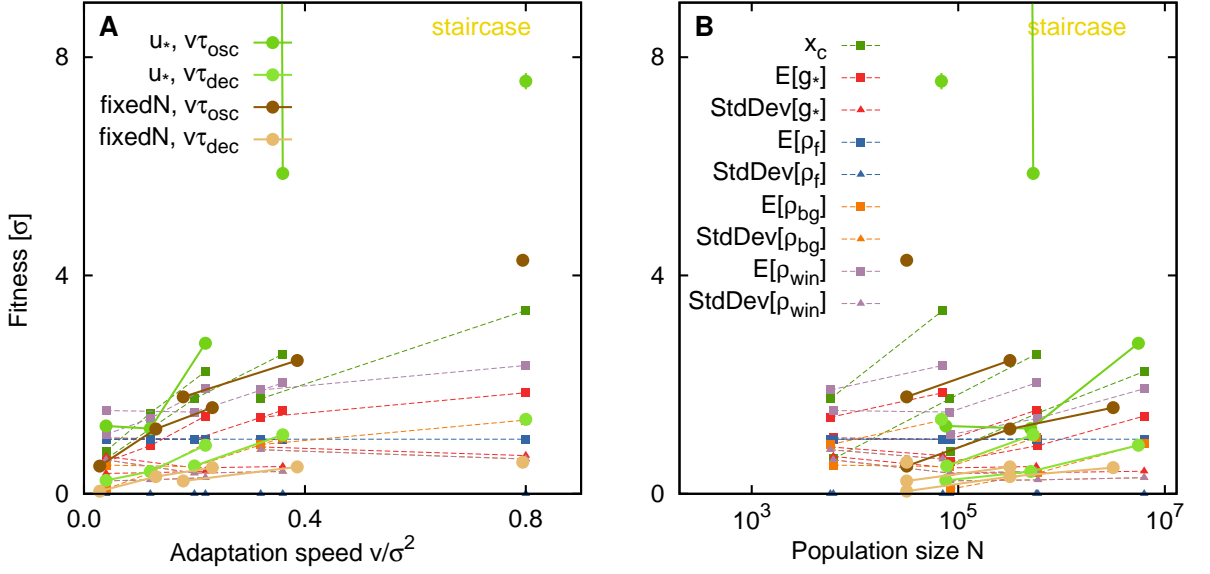 A
staircase
u*, vτosc
u*, vτdec
fixedN, vτosc
fixedN, vτdec
8
4
0
Fitness [σ]
0.0
0.4
0.8
Adaptation speed v/σ²
B
staircase
xc
E[g*]
StdDev[g*]
E[ρf]
StdDev[ρf]
E[ρbg]
StdDev[ρbg]
E[ρwin]
StdDev[ρwin]
8
4
0
10³
10⁵
10⁷
Population size N